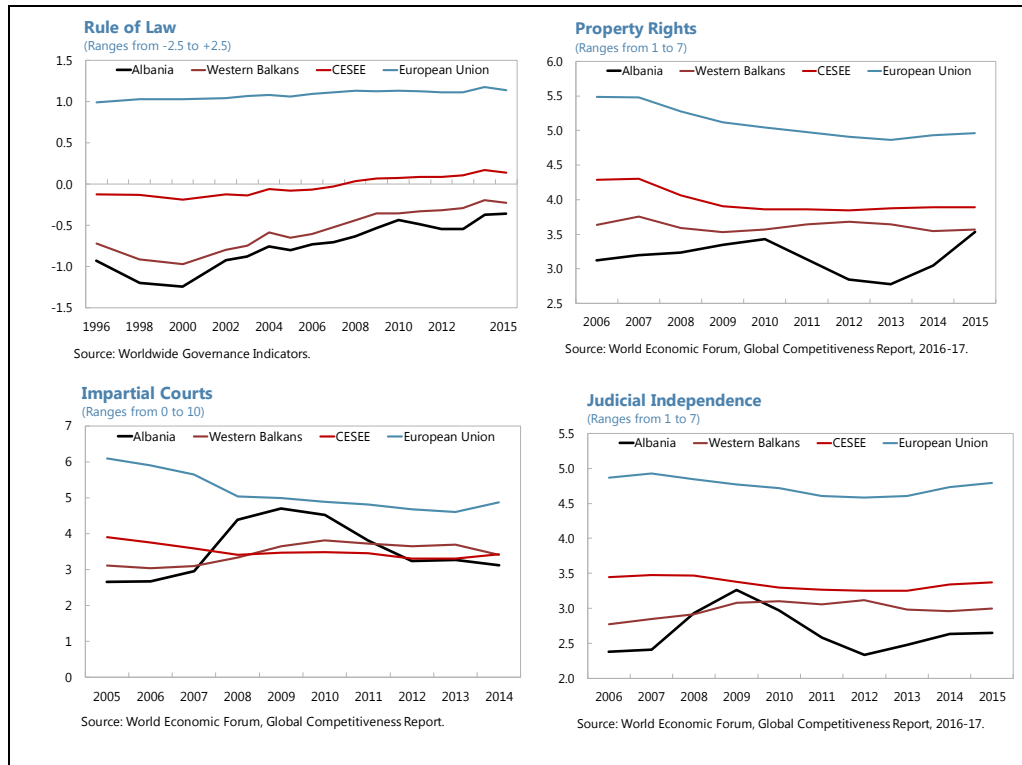 Rule of Law
(Ranges from -2.5 to +2.5)
Albania Western Balkans CESEE European Union
1.5
1.0
0.5
0.0
-0.5
-1.0
-1.5
1996 1998 2000 2002 2004 2006 2008 2010 2012 2015
Source: Worldwide Governance Indicators.
Property Rights
(Ranges from 1 to 7)
Albania Western Balkans CESEE European Union
6.0
5.5
5.0
4.5
4.0
3.5
3.0
2.5
2006 2007 2008 2009 2010 2011 2012 2013 2014 2015
Source: World Economic Forum, Global Competitiveness Report, 2016-17.
Impartial Courts
(Ranges from 0 to 10)
Albania Western Balkans CESEE European Union
7
6
5
4
3
2
1
0
2005 2006 2007 2008 2009 2010 2011 2012 2013 2014
Source: World Economic Forum, Global Competitiveness Report.
Judicial Independence
(Ranges from 1 to 7)
Albania Western Balkans CESEE European Union
5.5
5.0
4.5
4.0
3.5
3.0
2.5
2.0
2006 2007 2008 2009 2010 2011 2012 2013 2014 2015
Source: World Economic Forum, Global Competitiveness Report, 2016-17.